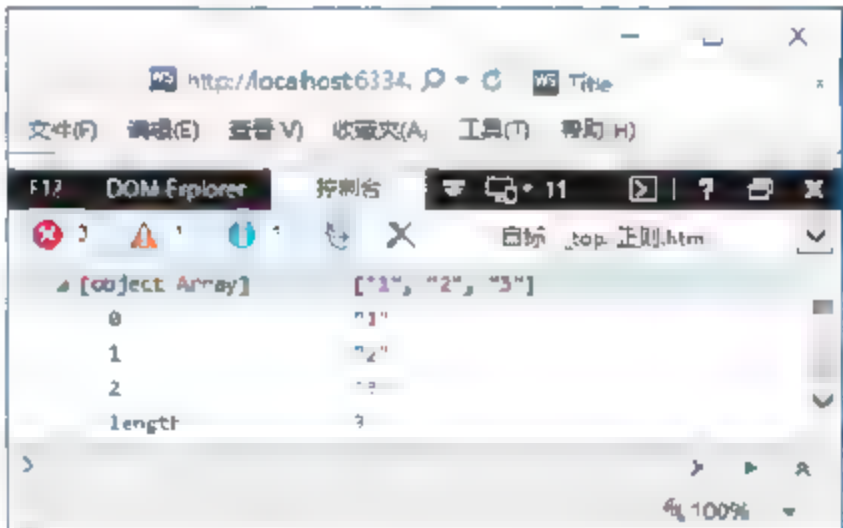 http://locahost:6334, Title
文件(F) 编辑(E) 查看 V) 收藏夹(A, 工具(T) 帮助 H)
F12 DOM Explorer 控制台 11 ?
目标 _top. 正则.htm
[object Array] ["1", "2", "3"]
0 "1"
1 "2"
2
length 3
100%